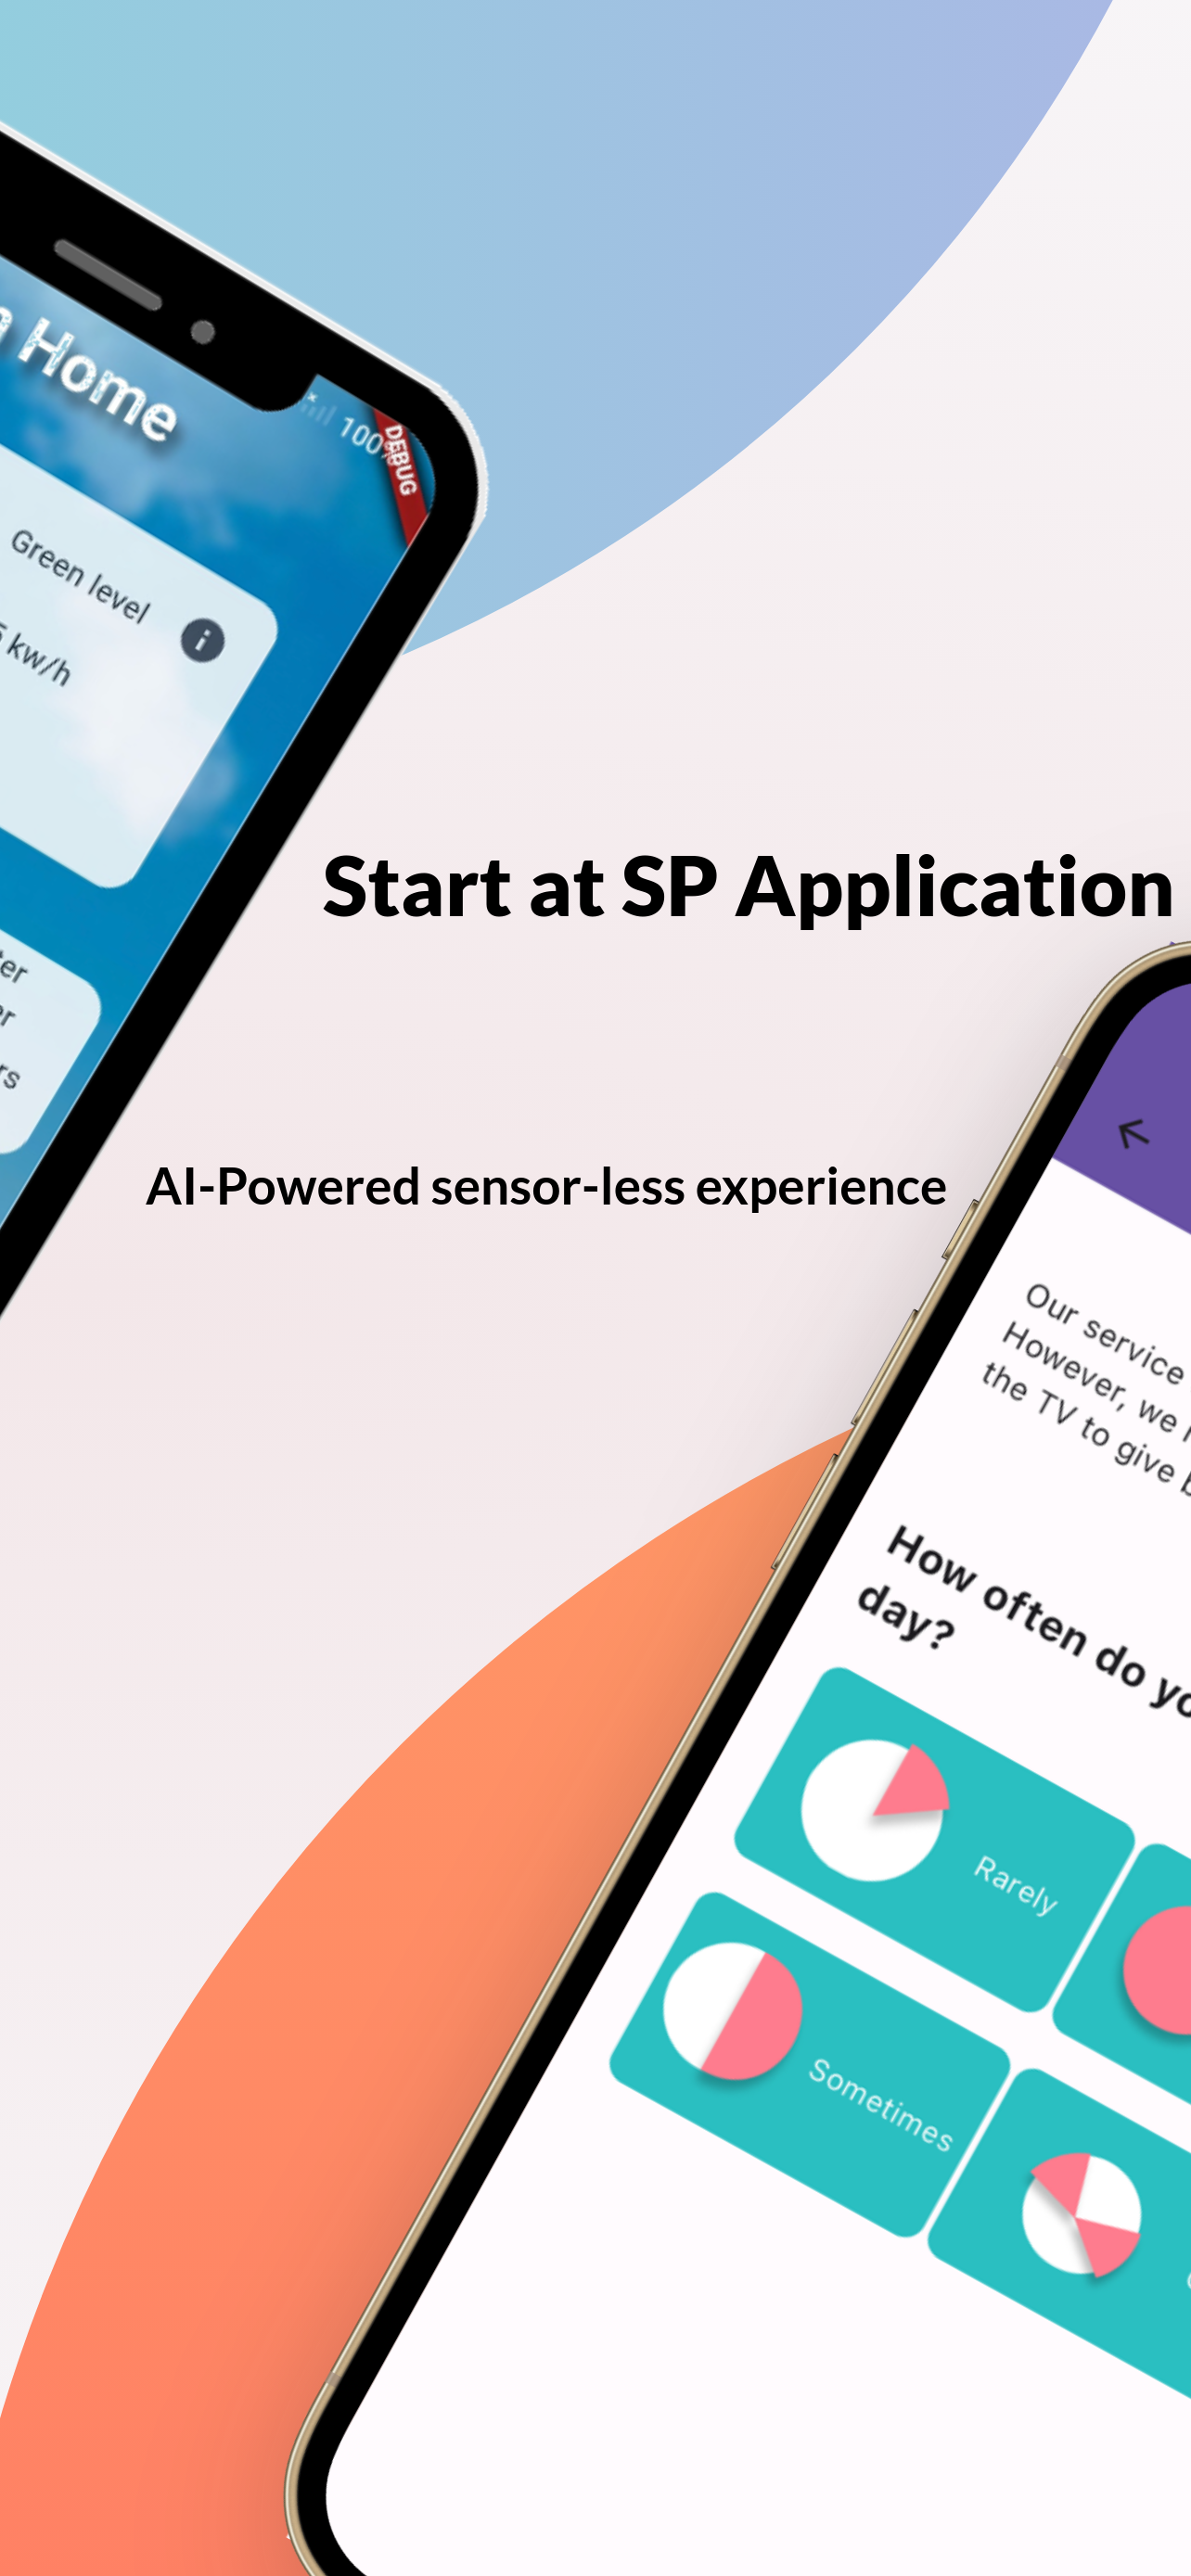 Home
100%
DEBUG
Green level
i
kw/h
Start at SP Application
AI-Powered sensor-less experience
Our service
However, we
the TV to give
How often do
day?
Rarely
Sometimes